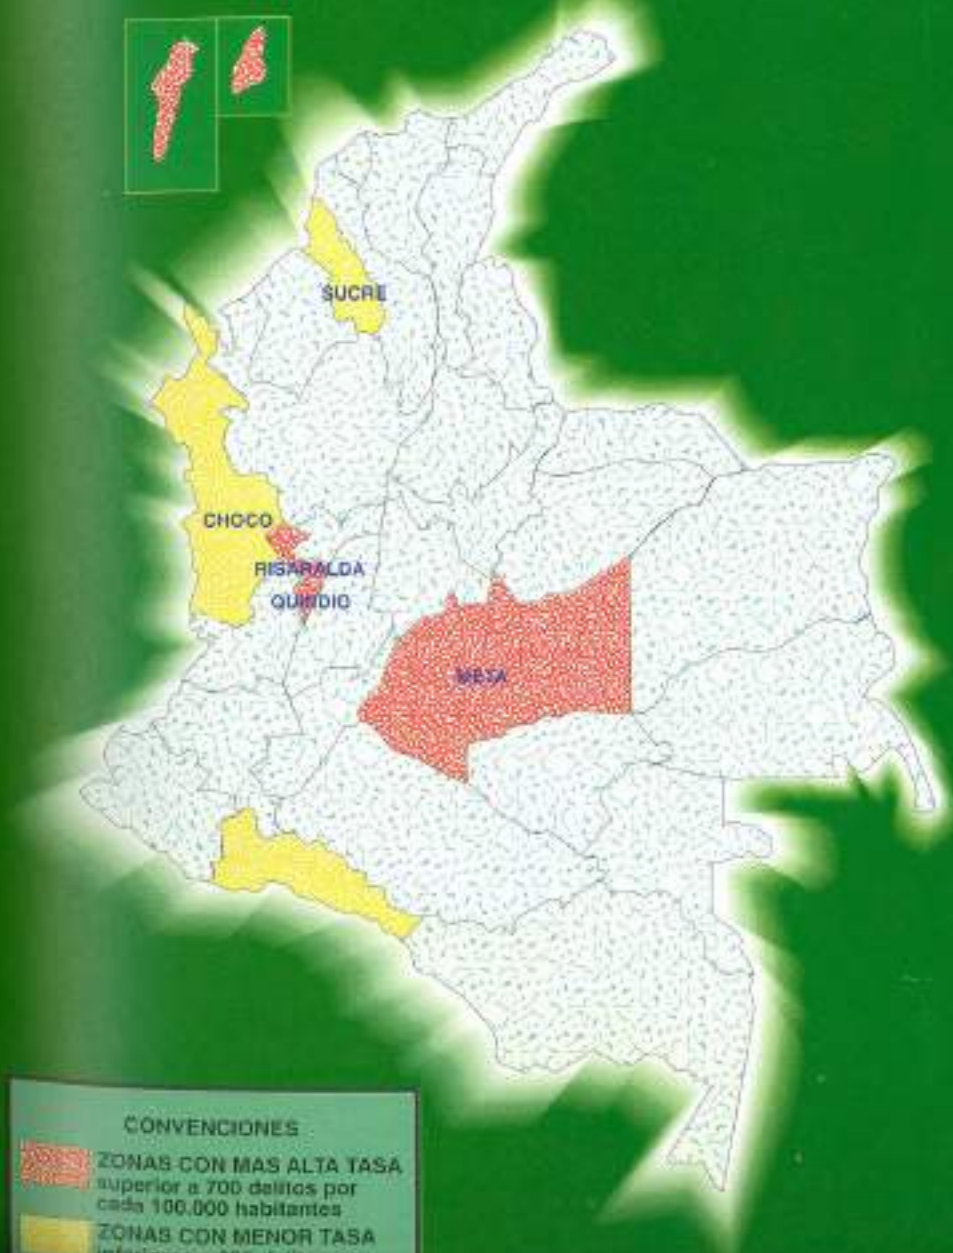 SUCRE
CHOCO
RISARALDA
QUINDIO
META
CONVENCIONES
ZONAS CON MAS ALTA TASA
superior a 700 delitos por
cada 100.000 habitantes
ZONAS CON MENOR TASA